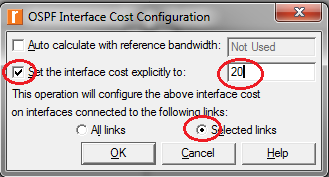 OSPF Interface Cost Configuration
Auto calculate with reference bandwidth: Not Used
Set the interface cost explicitly to: 20
This operation will configure the above interface cost
on interfaces connected to the following links:
All links Selected links
OK Cancel Help